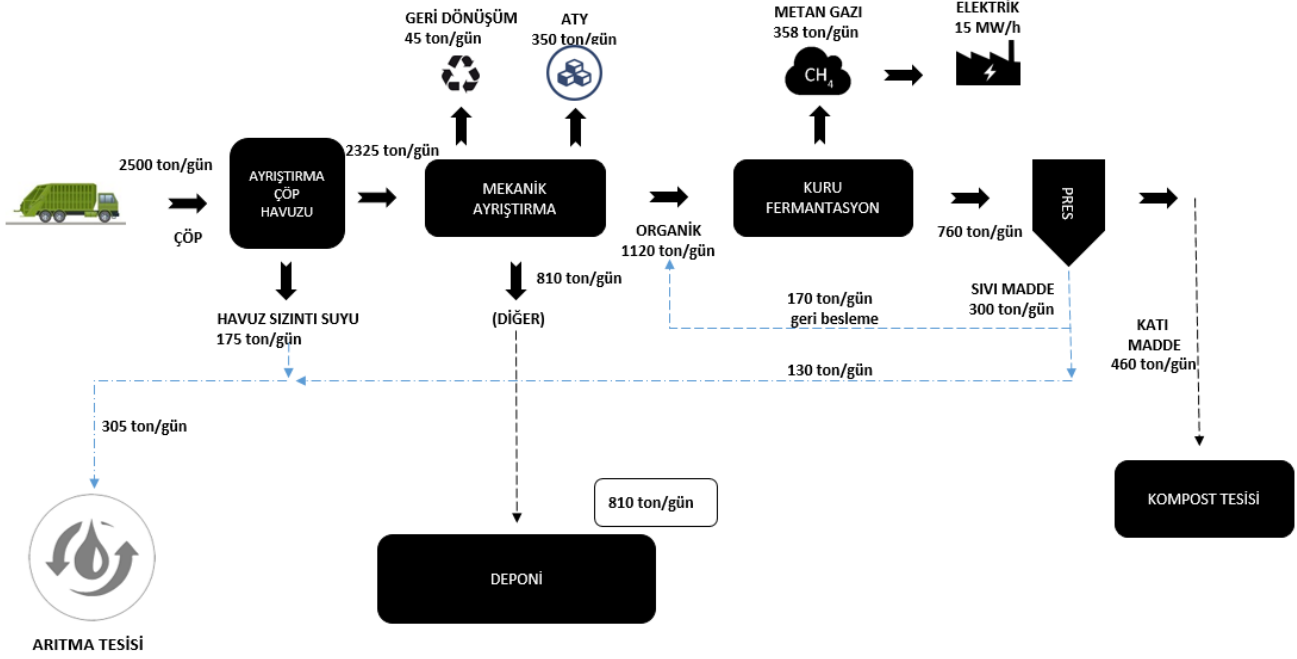 GERİ DÖNÜŞÜM
45 ton/gün
ATY
350 ton/gün
METAN GAZI
358 ton/gün
ELEKTRİK
15 MW/h
CH4
2500 ton/gün
ÇÖP
AYRIŞTIRMA
ÇÖP
HAVUZU
2325 ton/gün
MEKANİK
AYRIŞTIRMA
ORGANİK
1120 ton/gün
KURU
FERMANTASYON
760 ton/gün
PRES
HAVUZ SIZINTI SUYU
175 ton/gün
810 ton/gün
(DİĞER)
170 ton/gün
geri besleme
SIVI MADDE
300 ton/gün
KATI
MADDE
460 ton/gün
130 ton/gün
305 ton/gün
810 ton/gün
KOMPOST TESİSİ
DEPONİ
ARITMA TESİSİ